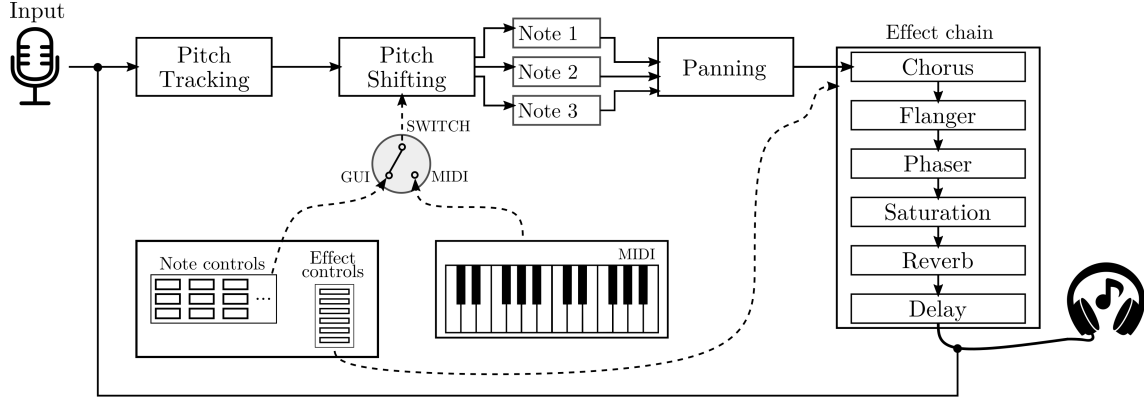 Input
Pitch
Tracking
Pitch
Shifting
Note 1
Note 2
Note 3
Panning
Effect chain
Chorus
Flanger
Phaser
Saturation
Reverb
Delay
SWITCH
GUI
MIDI
Note controls
...
Effect
controls
MIDI